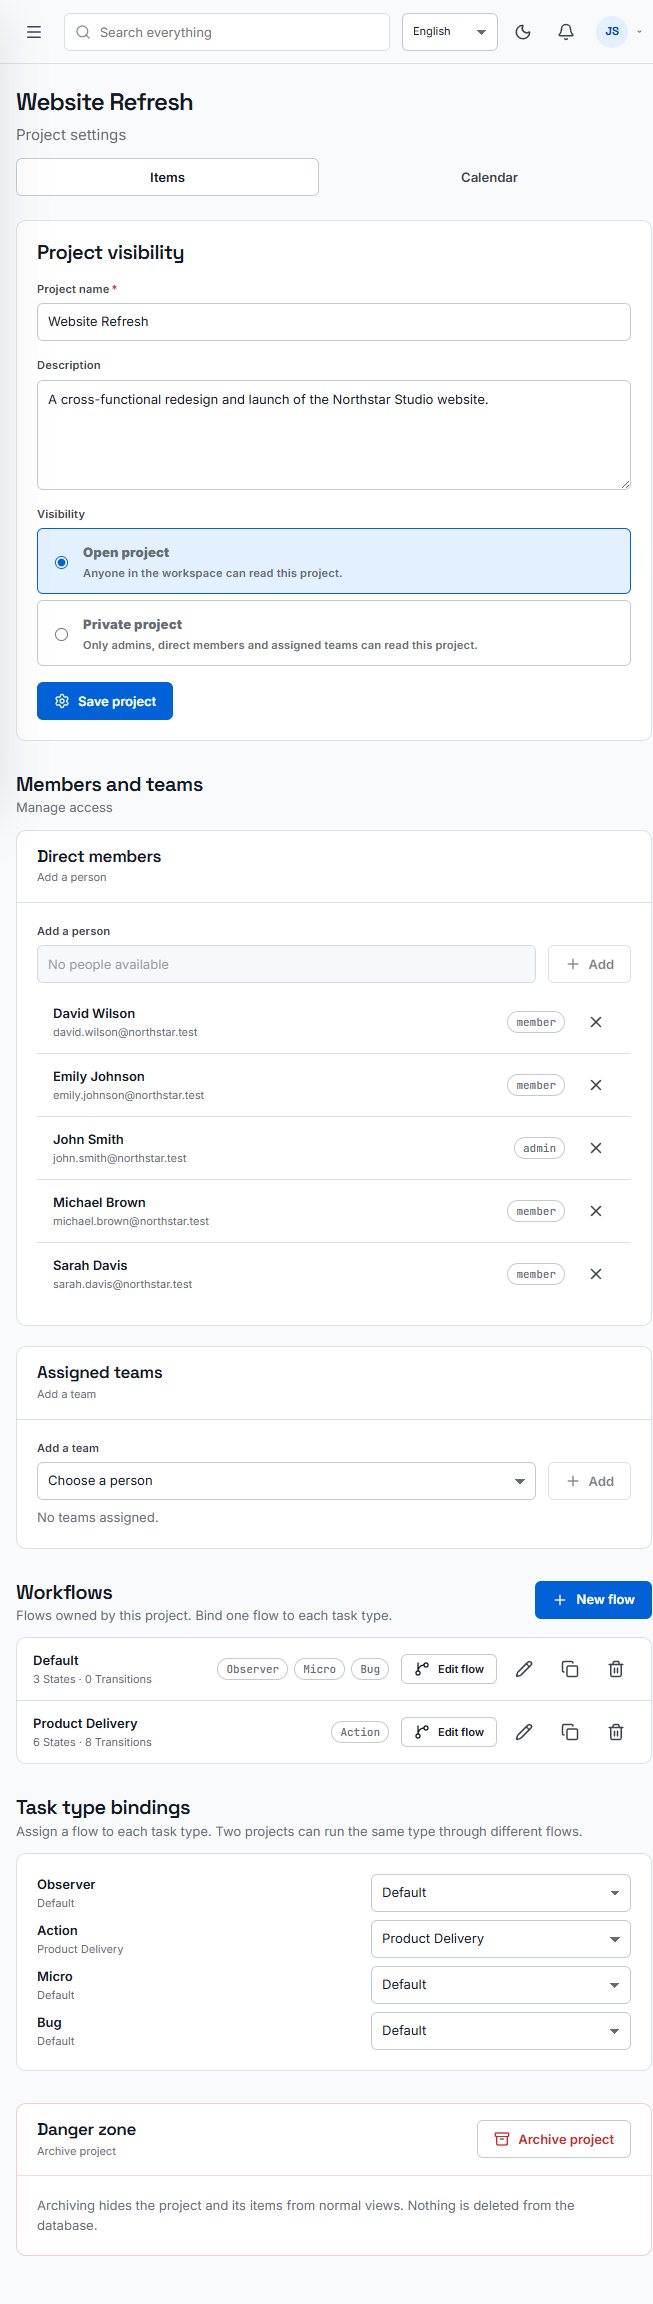 Search everything
English
JS
Website Refresh
Project settings
Items
Calendar
Project visibility
Project name *
Website Refresh
Description
A cross-functional redesign and launch of the Northstar Studio website.
Visibility
Open project
Anyone in the workspace can read this project.
Private project
Only admins, direct members and assigned teams can read this project.
Save project
Members and teams
Manage access
Direct members
Add a person
Add a person
No people available
Add
David Wilson
member
david.wilson@northstar.test
Emily Johnson
member
emily.johnson@northstar.test
John Smith
admin
john.smith@northstar.test
Michael Brown
member
michael.brown@northstar.test
Sarah Davis
member
sarah.davis@northstar.test
Assigned teams
Add a team
Add a team
Choose a person
Add
No teams assigned.
Workflows
New flow
Flows owned by this project. Bind one flow to each task type.
Default
3 States · 0 Transitions
Observer
Micro
Bug
Edit flow
Product Delivery
6 States · 8 Transitions
Action
Edit flow
Task type bindings
Assign a flow to each task type. Two projects can run the same type through different flows.
Observer
Default
Default
Action
Product Delivery
Product Delivery
Micro
Default
Default
Bug
Default
Default
Danger zone
Archive project
Archive project
Archiving hides the project and its items from normal views. Nothing is deleted from the
database.